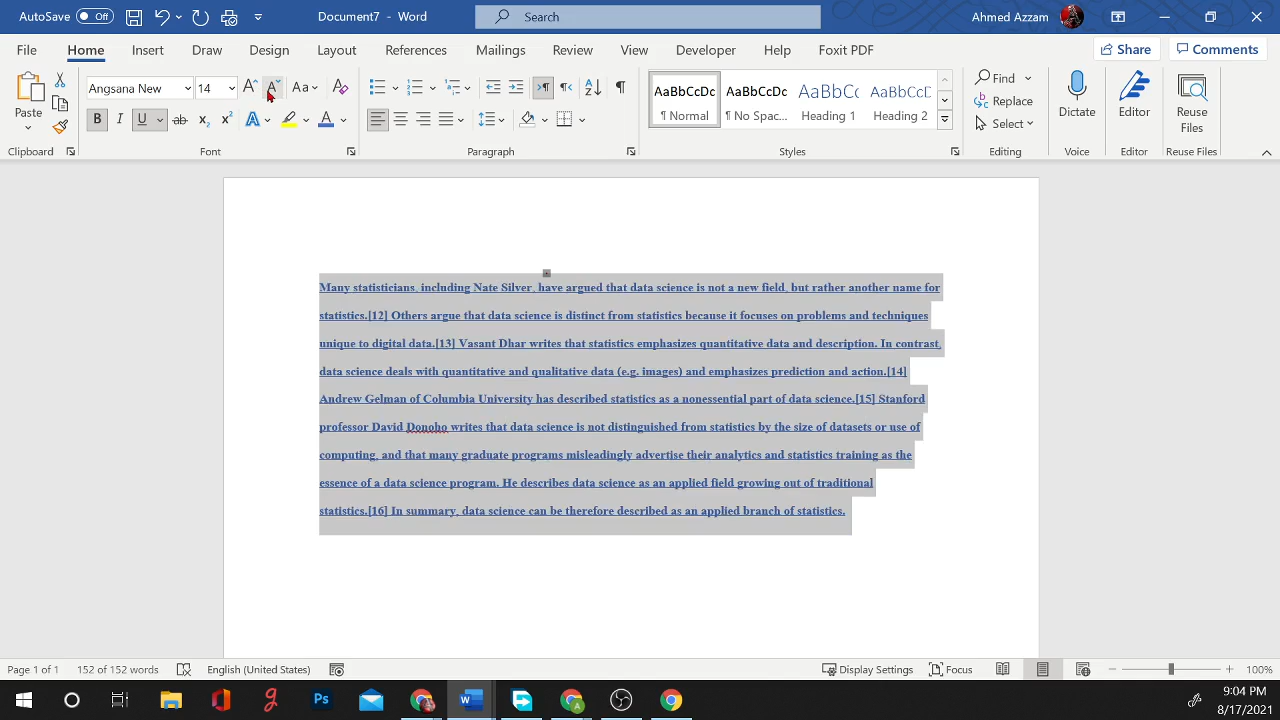 AutoSave Off Document7 - Word Search Ahmed Azzam
File Home Insert Draw Design Layout References Mailings Review View Developer Help Foxit PDF Share Comments
Paste
Clipboard
Angsana New 14 A A Aa A
B I U ab x2 x2 A A
Font
Paragraph
AaBbCcDc AaBbCcDc AaBbCc AaBbCcD
¶ Normal ¶ No Spac... Heading 1 Heading 2
Styles
Find
Replace
Select
Editing
Dictate
Voice
Editor
Editor
Reuse
Files
Reuse Files
Many statisticians, including Nate Silver, have argued that data science is not a new field, but rather another name for
statistics.[12] Others argue that data science is distinct from statistics because it focuses on problems and techniques
unique to digital data.[13] Vasant Dhar writes that statistics emphasizes quantitative data and description. In contrast,
data science deals with quantitative and qualitative data (e.g. images) and emphasizes prediction and action.[14]
Andrew Gelman of Columbia University has described statistics as a nonessential part of data science.[15] Stanford
professor David Donoho writes that data science is not distinguished from statistics by the size of datasets or use of
computing, and that many graduate programs misleadingly advertise their analytics and statistics training as the
essence of a data science program. He describes data science as an applied field growing out of traditional
statistics.[16] In summary, data science can be therefore described as an applied branch of statistics.
Page 1 of 1 152 of 152 words English (United States) Display Settings Focus 100%
Ps W
9:04 PM
8/17/2021